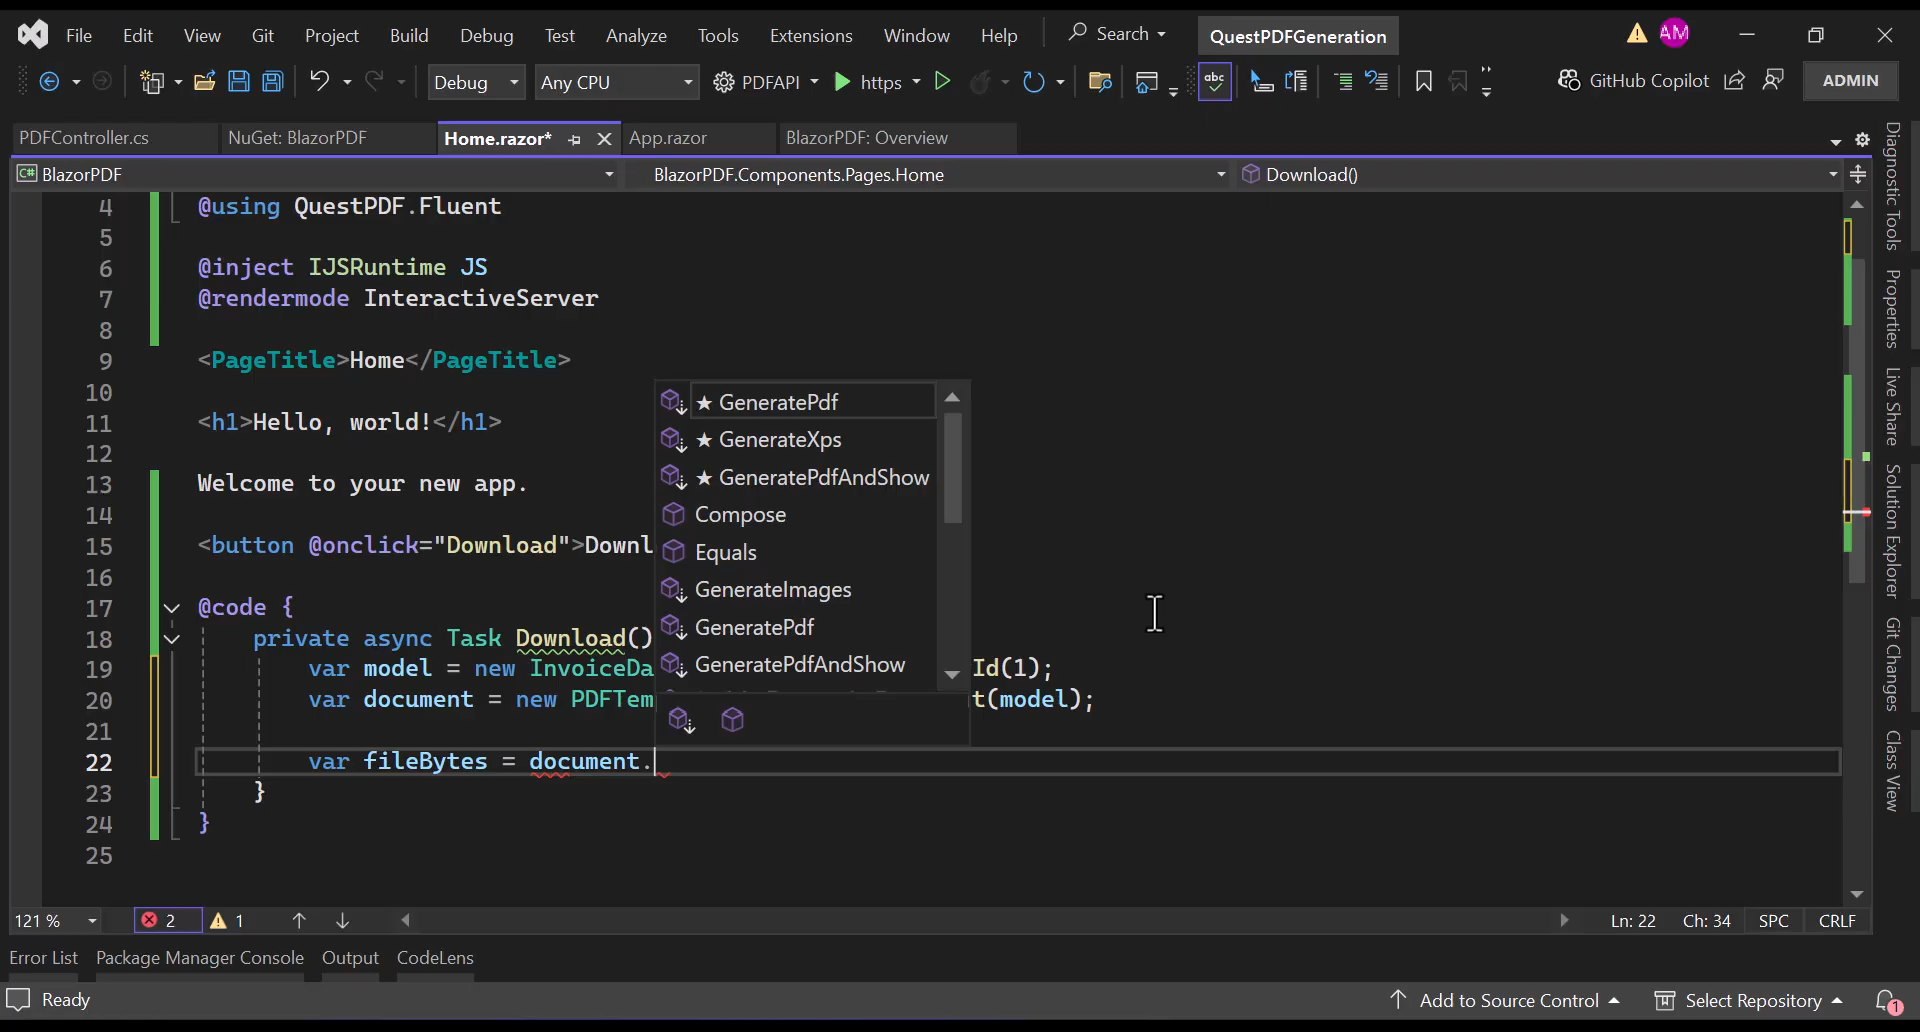 File Edit View Git Project Build Debug Test Analyze Tools Extensions Window Help Search QuestPDFGeneration AM
Debug Any CPU PDFAPI https abc GitHub Copilot ADMIN
PDFController.cs NuGet: BlazorPDF Home.razor* App.razor BlazorPDF: Overview
C# BlazorPDF BlazorPDF.Components.Pages.Home Download()
4 @using QuestPDF.Fluent
5
6 @inject IJSRuntime JS
7 @rendermode InteractiveServer
8
9 <PageTitle>Home</PageTitle>
10
11 <h1>Hello, world!</h1>
12
13 Welcome to your new app.
14
15 <button @onclick="Download">Downl
16
17 @code {
18 private async Task Download()
19 var model = new InvoiceDa Id(1);
20 var document = new PDFTem t(model);
21
22 var fileBytes = document.
23 }
24 }
25
★ GeneratePdf
★ GenerateXps
★ GeneratePdfAndShow
Compose
Equals
GenerateImages
GeneratePdf
GeneratePdfAndShow
Diagnostic Tools
Properties
Live Share
Solution Explorer
Git Changes
Class View
121 % 2 1 Ln: 22 Ch: 34 SPC CRLF
Error List Package Manager Console Output CodeLens
Ready Add to Source Control Select Repository 1